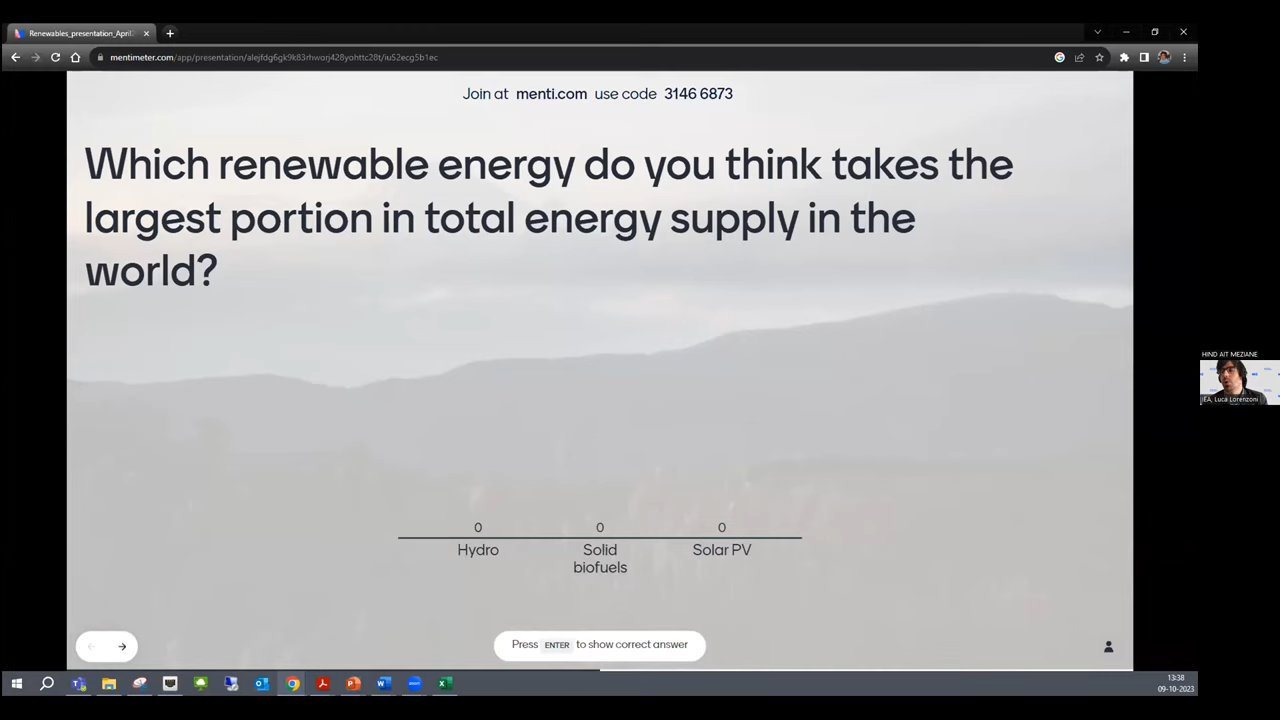 Renewables_presentation_April
mentimeter.com/app/presentation/alejfdg6gk9k83rhwarj428yohttc28t/iu52ecg5b1ec
Join at menti.com use code 3146 6873
Which renewable energy do you think takes the
largest portion in total energy supply in the
world?
HIND AIT MEZIANE
IEA, Luca Lorenzoni
0 0 0
Hydro Solid biofuels Solar PV
Press ENTER to show correct answer
13:38
09-10-2023